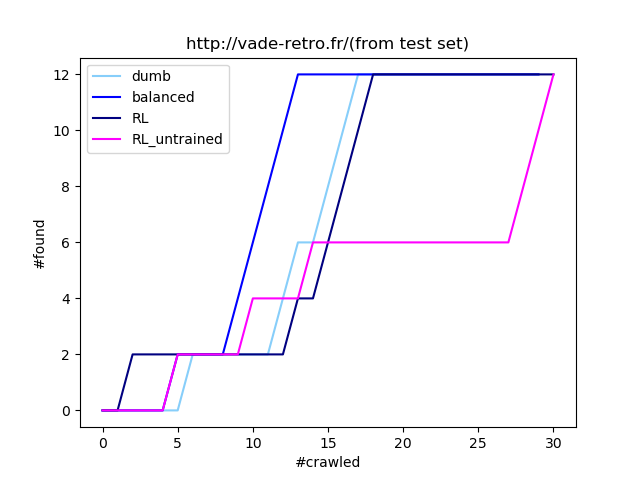 http://vade-retro.fr/(from test set)
dumb
balanced
RL
RL_untrained
#found
12
10
8
6
4
2
0
0 5 10 15 20 25 30
#crawled